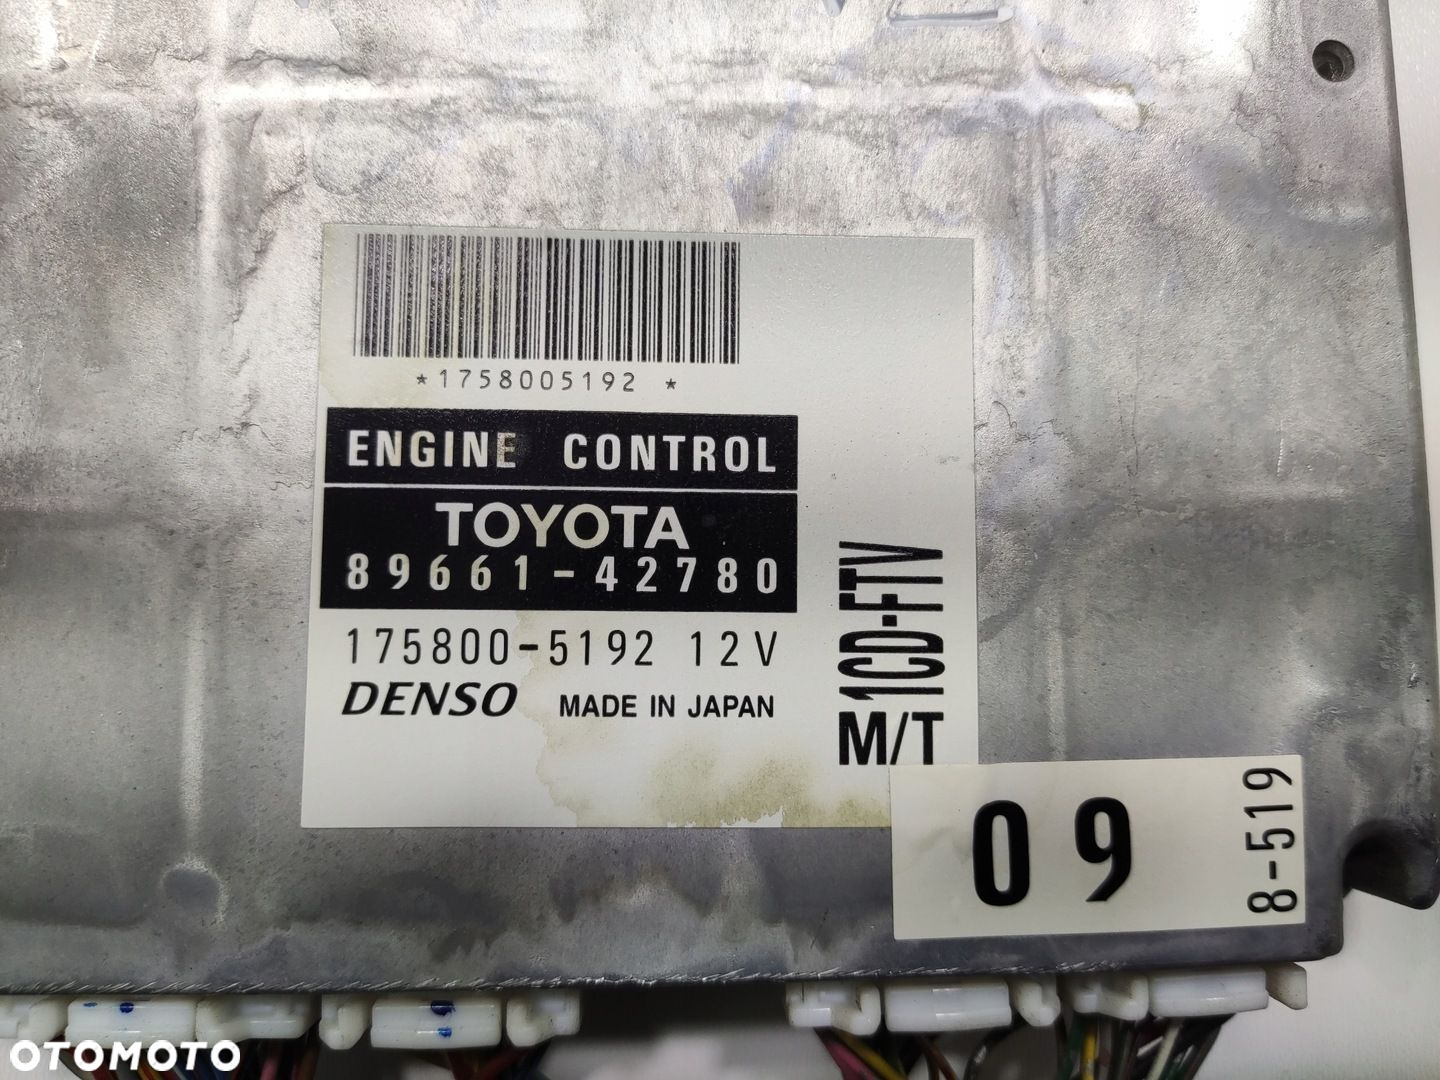 *1758005192 *
ENGINE CONTROL
TOYOTA
89661-42780
175800-5192 12V
DENSO MADE IN JAPAN
1CD-FTV
M/T
09
8-519
OTOMOTO
OTOMOTO